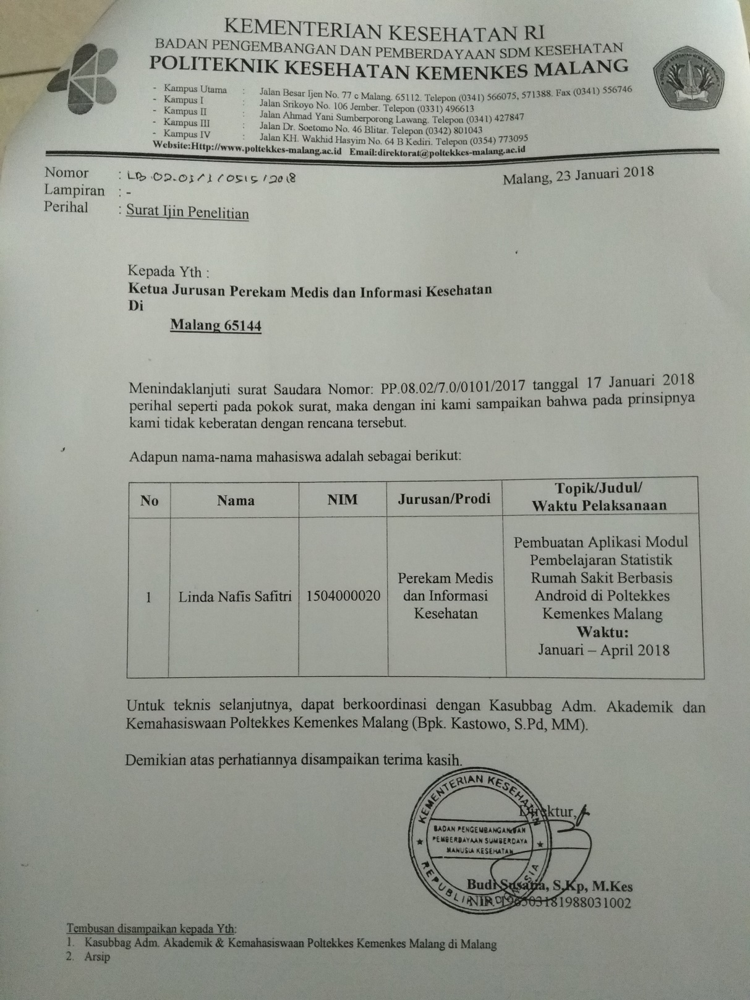 KEMENTERIAN KESEHATAN RI
BADAN PENGEMBANGAN DAN PEMBERDAYAAN SDM KESEHATAN
POLITEKNIK KESEHATAN KEMENKES MALANG
- Kampus Utama : Jalan Besar Ijen No. 77 c Malang. 65112. Telepon (0341) 566075, 571388. Fax (0341) 556746
- Kampus I : Jalan Srikoyo No. 106 Jember. Telepon (0331) 496613
- Kampus II : Jalan Ahmad Yani Sumberporong Lawang. Telepon (0341) 427847
- Kampus III : Jalan Dr. Soetomo No. 46 Blitar. Telepon (0342) 801043
- Kampus IV : Jalan KH. Wakhid Hasyim No. 64 B Kediri. Telepon (0354) 773095
Website:Http://www.poltekkes-malang.ac.id Email:direktorat@poltekkes-malang.ac.id
Nomor : LB.02.03/1/0515/2018
Malang, 23 Januari 2018
Lampiran : -
Perihal : Surat Ijin Penelitian
Kepada Yth :
Ketua Jurusan Perekam Medis dan Informasi Kesehatan
Di
Malang 65144
Menindaklanjuti surat Saudara Nomor: PP.08.02/7.0/0101/2017 tanggal 17 Januari 2018
perihal seperti pada pokok surat, maka dengan ini kami sampaikan bahwa pada prinsipnya
kami tidak keberatan dengan rencana tersebut.
Adapun nama-nama mahasiswa adalah sebagai berikut:
No Nama NIM Jurusan/Prodi Topik/Judul/
Waktu Pelaksanaan
1 Linda Nafis Safitri 1504000020
Perekam Medis
dan Informasi
Kesehatan
Pembuatan Aplikasi Modul
Pembelajaran Statistik
Rumah Sakit Berbasis
Android di Poltekkes
Kemenkes Malang
Waktu:
Januari – April 2018
Untuk teknis selanjutnya, dapat berkoordinasi dengan Kasubbag Adm. Akademik dan
Kemahasiswaan Poltekkes Kemenkes Malang (Bpk. Kastowo, S.Pd, MM).
Demikian atas perhatiannya disampaikan terima kasih.
KEMENTERIAN KESEHATAN
Direktur,
BADAN PENGEMBANGAN DAN
PEMBERDAYAAN SUMBERDAYA
MANUSIA KESEHATAN
REPUBLIK INDONESIA
Budi Susatia, S.Kp, M.Kes
NIP. 196503181988031002
Tembusan disampaikan kepada Yth:
1. Kasubbag Adm. Akademik & Kemahasiswaan Poltekkes Kemenkes Malang di Malang
2. Arsip